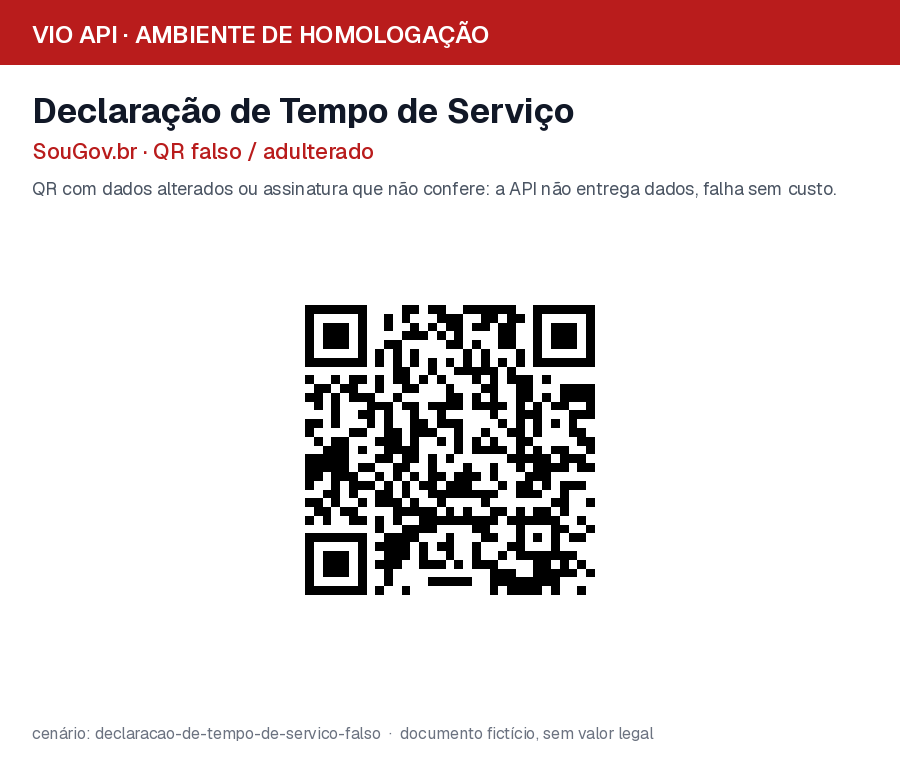 VIO API · AMBIENTE DE HOMOLOGAÇÃO
Declaração de Tempo de Serviço
SouGov.br · QR falso / adulterado
QR com dados alterados ou assinatura que não confere: a API não entrega dados, falha sem custo.
cenário: declaracao-de-tempo-de-servico-falso · documento fictício, sem valor legal